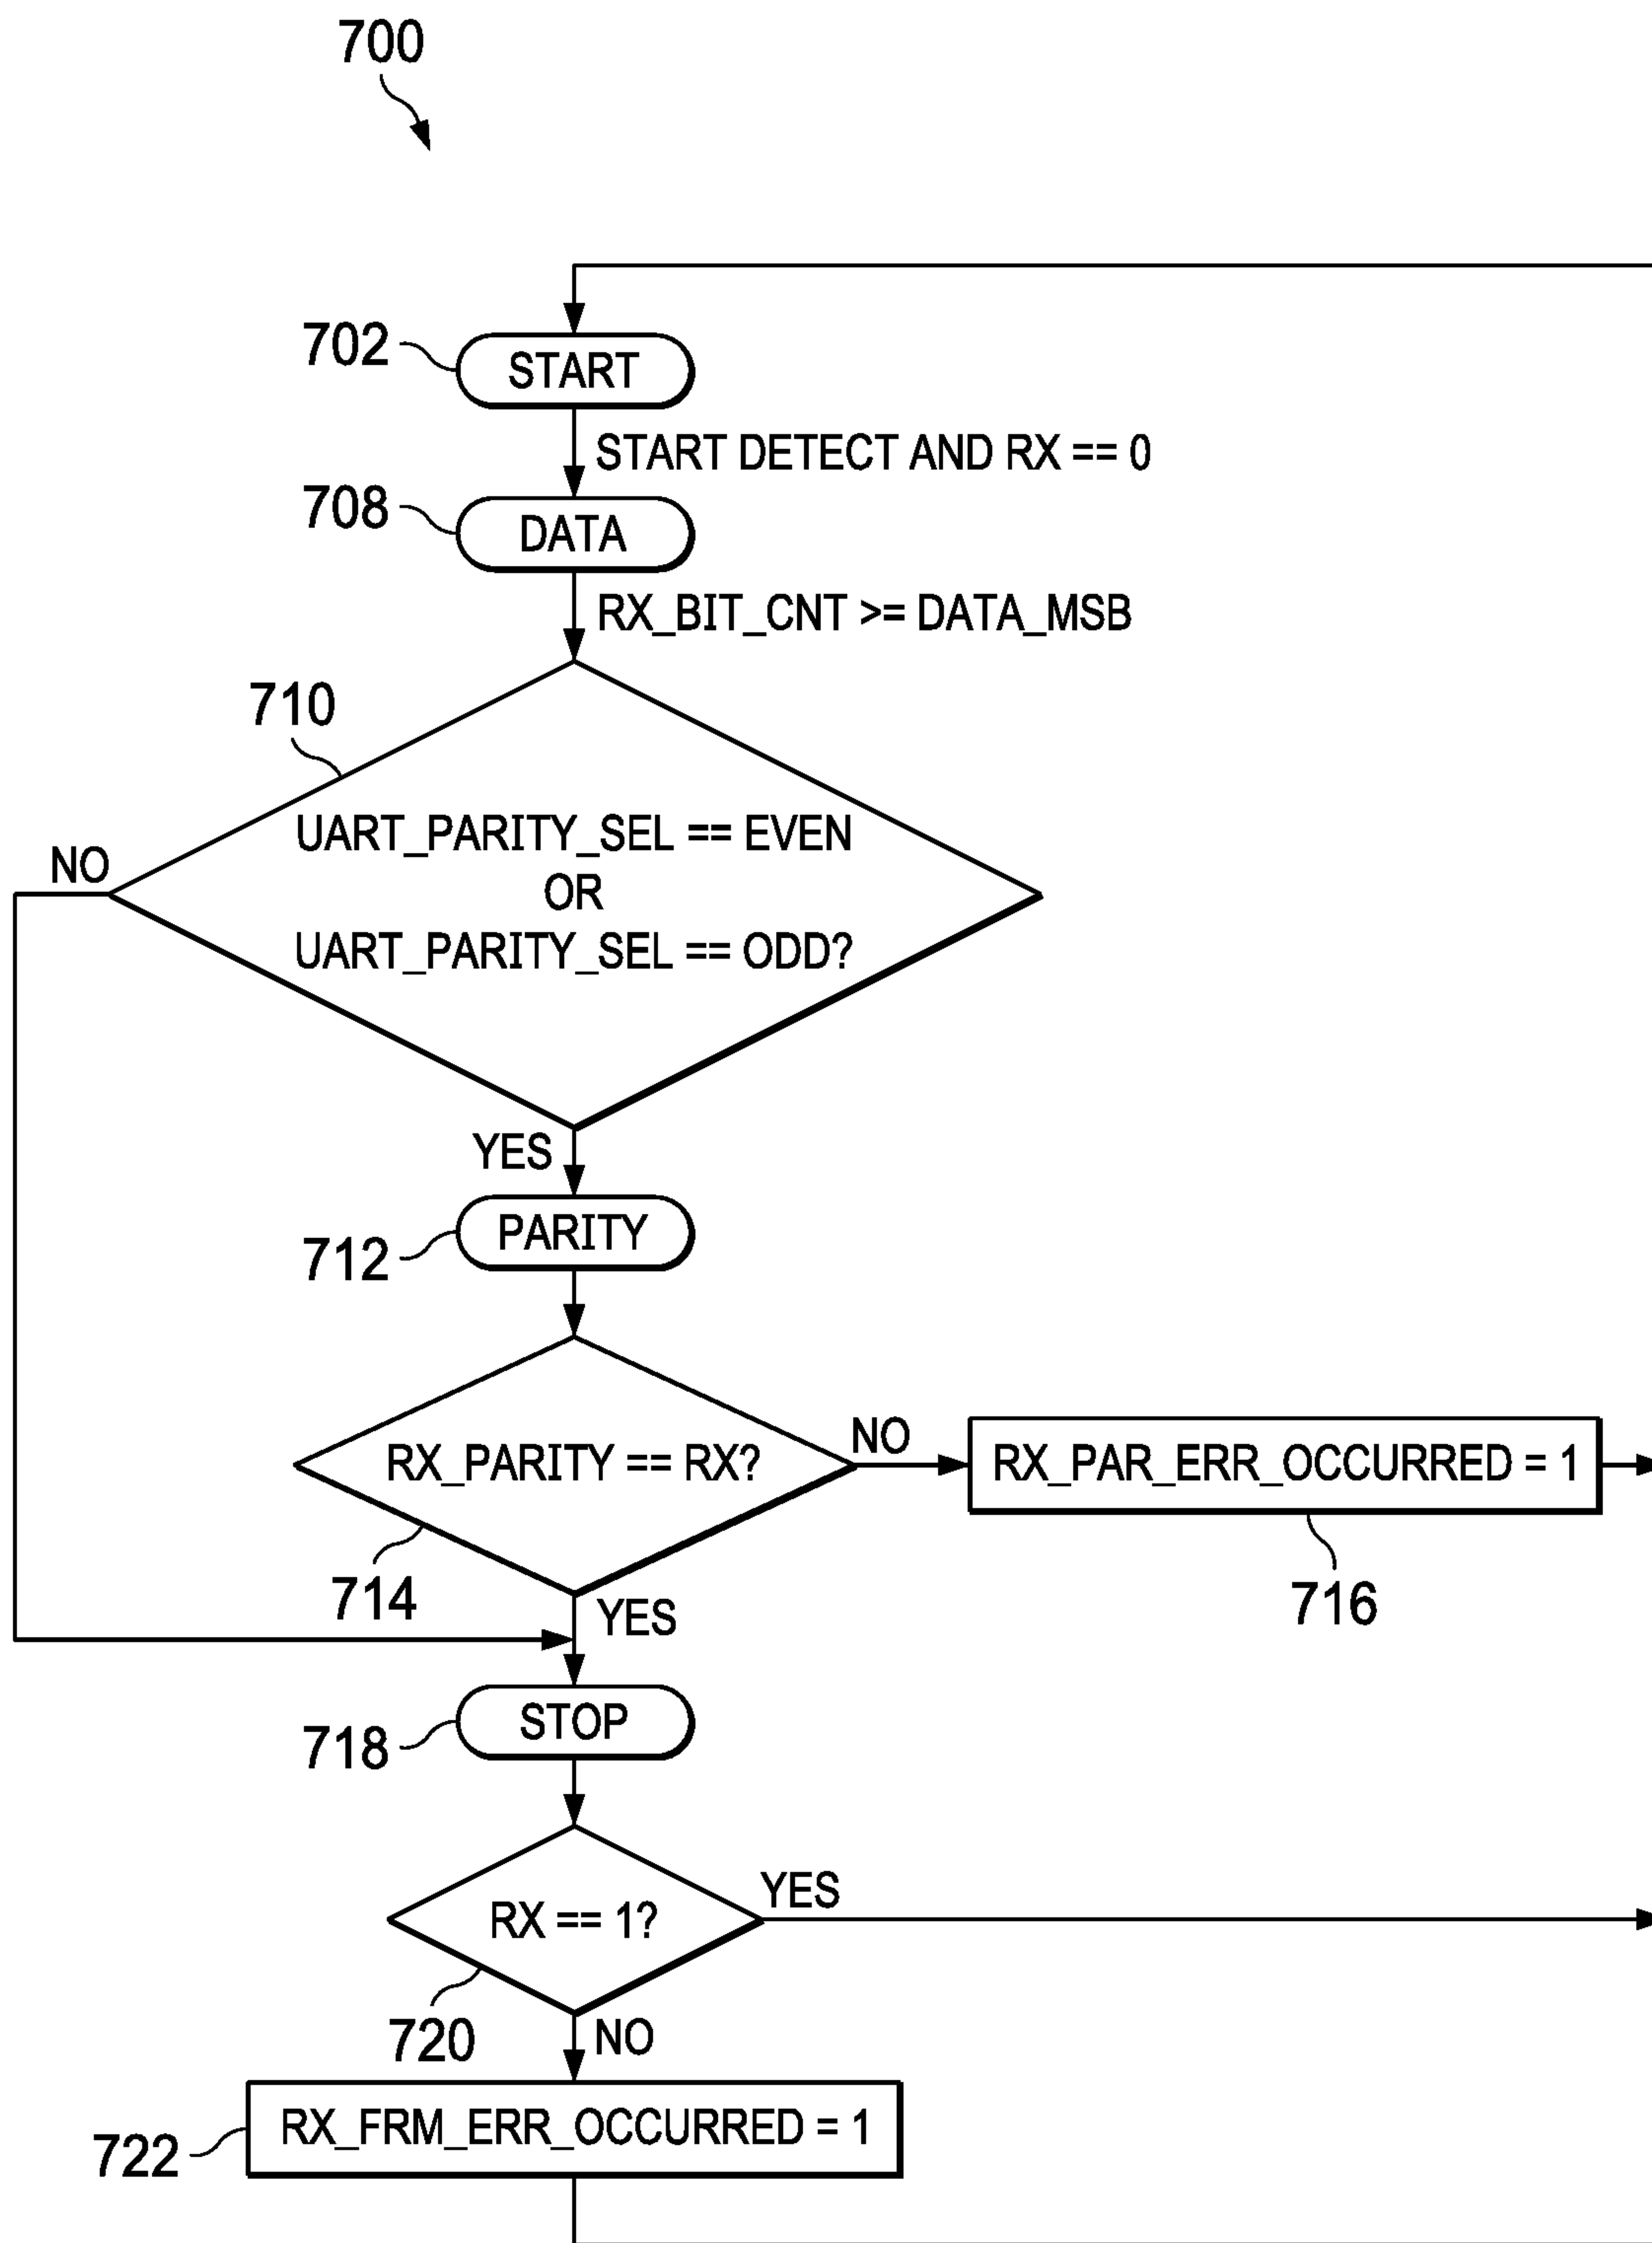 700
702
START
START DETECT AND RX == 0
708
DATA
RX_BIT_CNT >= DATA_MSB
710
UART_PARITY_SEL == EVEN
OR
UART_PARITY_SEL == ODD?
NO
YES
712
PARITY
RX_PARITY == RX?
NO
RX_PAR_ERR_OCCURRED = 1
714
716
YES
718
STOP
RX == 1?
YES
720
NO
RX_FRM_ERR_OCCURRED = 1
722